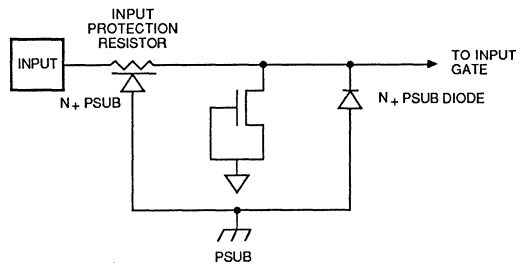 INPUT
PROTECTION
RESISTOR
INPUT
TO INPUT
GATE
N+ PSUB
N+ PSUB DIODE
PSUB